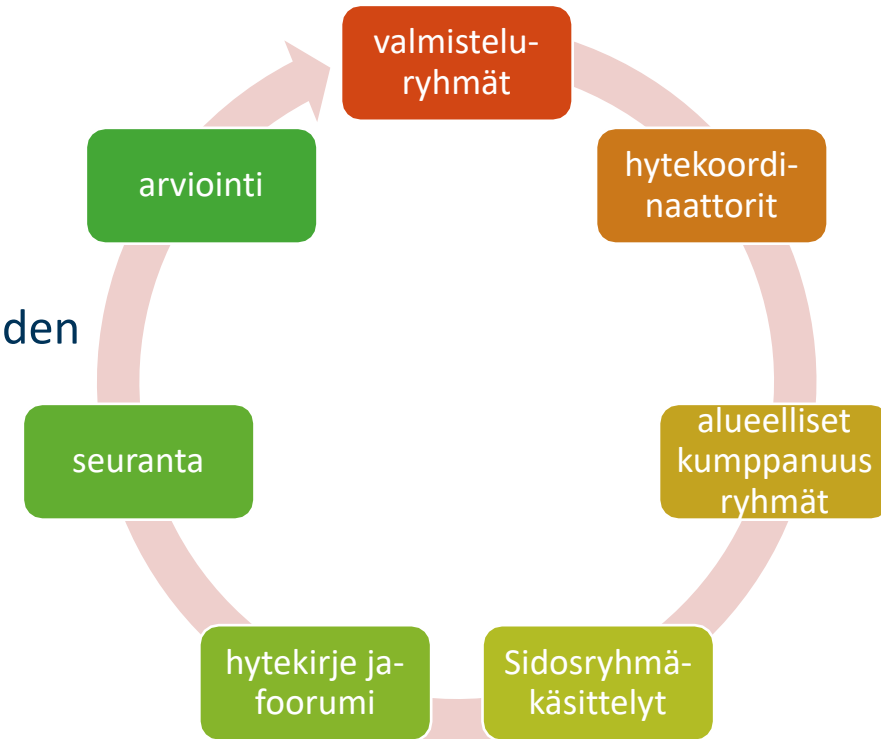 valmistelu-
ryhmät
hytekoordi-
naattorit
alueelliset
kumppanuus
ryhmät
Sidosryhmä-
käsittelyt
hytekirje ja-
foorumi
seuranta
arviointi
den